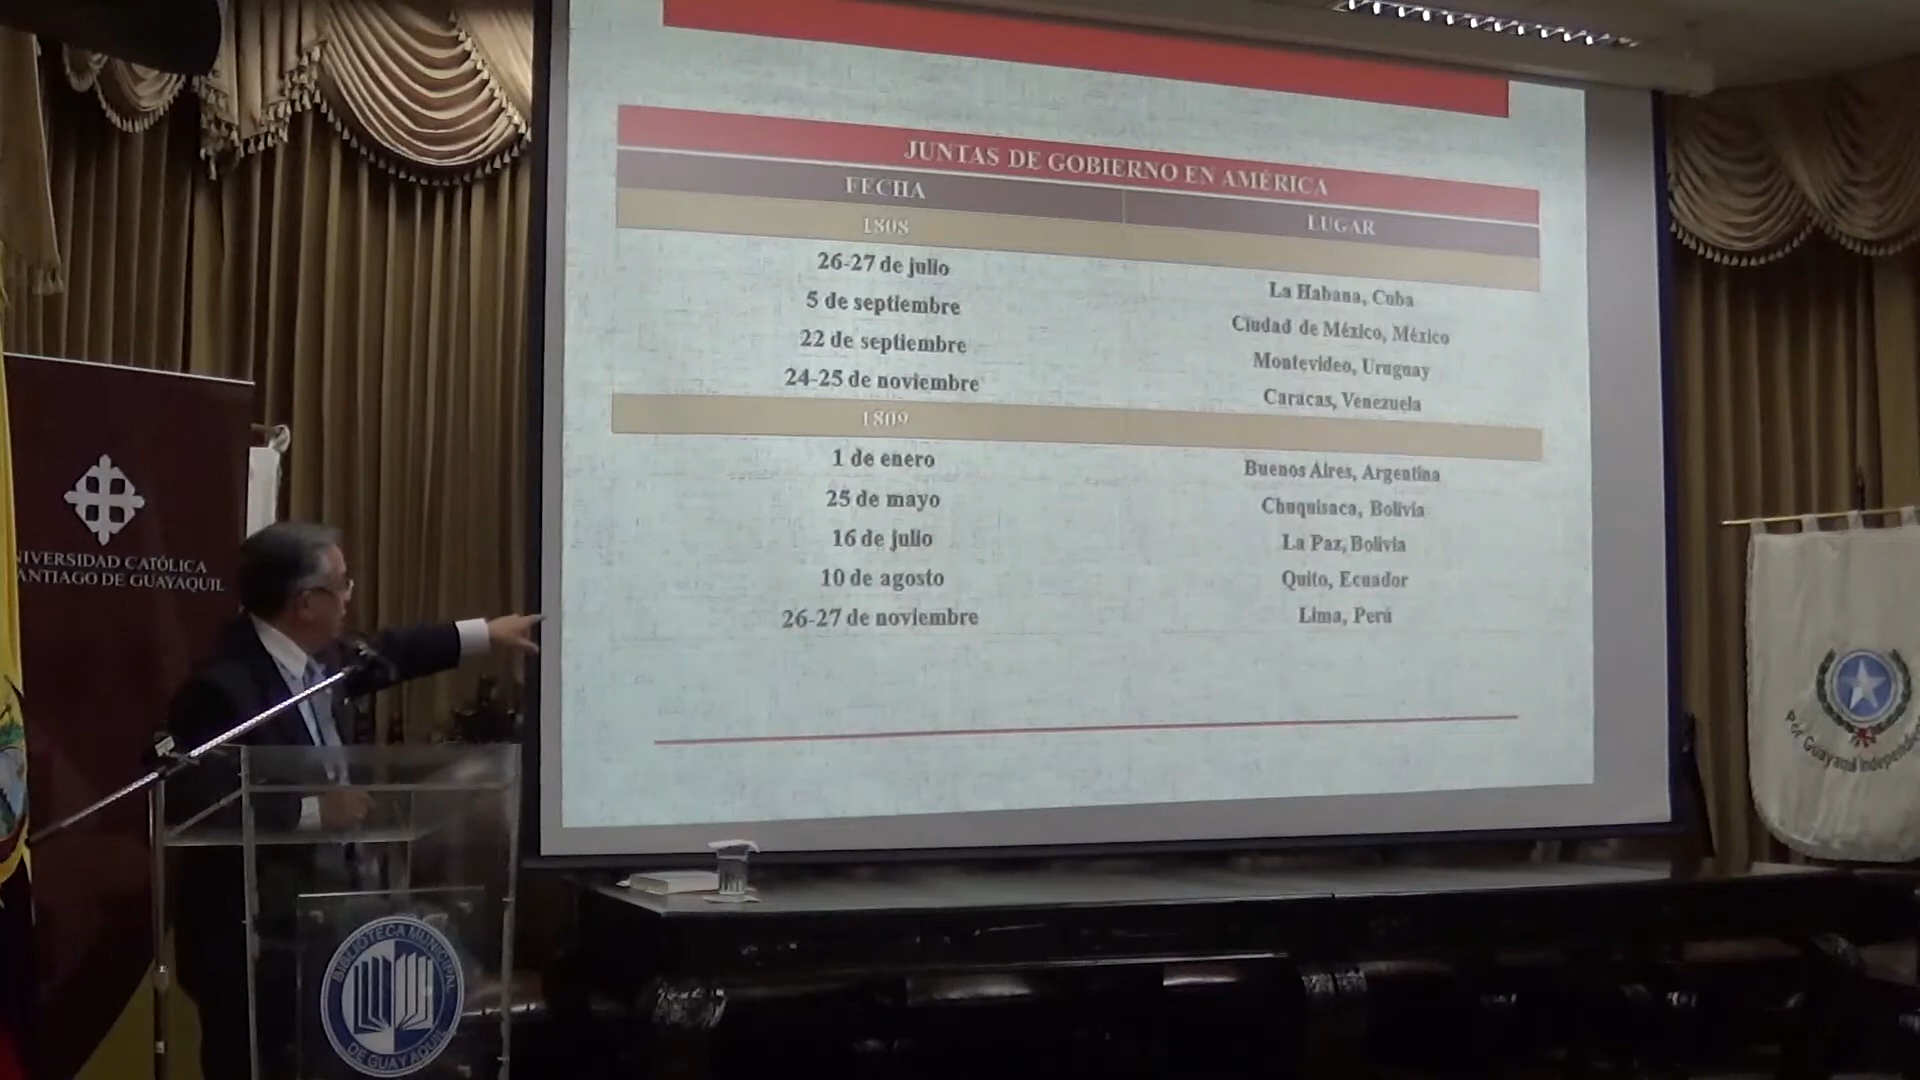 JUNTAS DE GOBIERNO EN AMÉRICA
FECHA LUGAR
1808
26-27 de julio La Habana, Cuba
5 de septiembre Ciudad de México, México
22 de septiembre Montevideo, Uruguay
24-25 de noviembre Caracas, Venezuela
1809
1 de enero Buenos Aires, Argentina
25 de mayo Chuquisaca, Bolivia
16 de julio La Paz, Bolivia
10 de agosto Quito, Ecuador
26-27 de noviembre Lima, Perú
NIVERSIDAD CATÓLICA
ANTIAGO DE GUAYAQUIL
BIBLIOTECA MUNICIPAL
DE GUAYAQUIL
Por Guayaquil Independiente